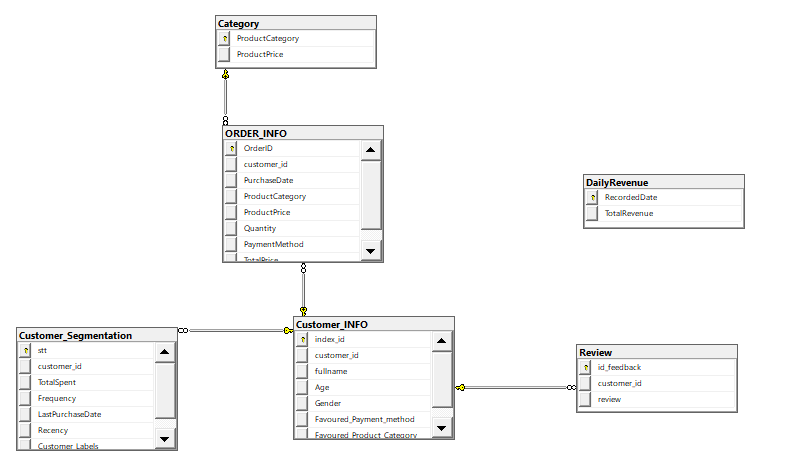 Category
ProductCategory
ProductPrice
ORDER_INFO
OrderID
customer_id
PurchaseDate
ProductCategory
ProductPrice
Quantity
PaymentMethod
TotalPrice
DailyRevenue
RecordedDate
TotalRevenue
Customer_Segmentation
stt
customer_id
TotalSpent
Frequency
LastPurchaseDate
Recency
Customer_Labels
Customer_INFO
index_id
customer_id
fullname
Age
Gender
Favoured_Payment_method
Favoured_Product_Category
Review
id_feedback
customer_id
review